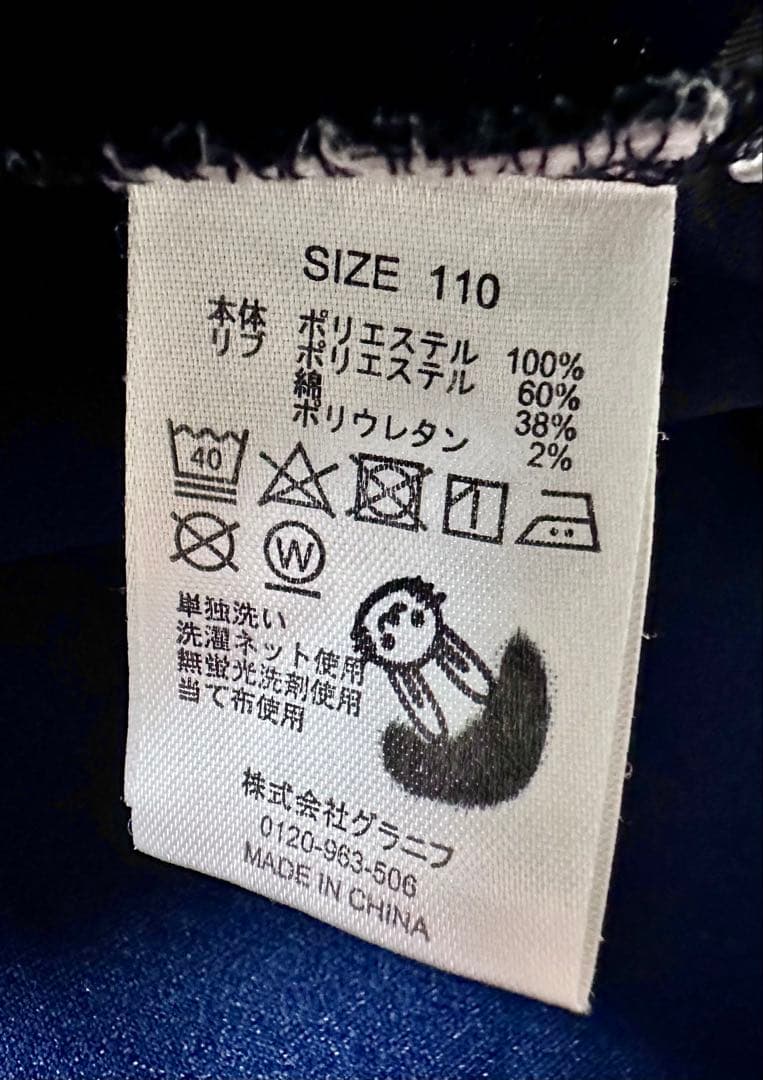 SIZE 110
本体 ポリエステル 100%
リブ ポリエステル 60%
綿 38%
ポリウレタン 2%
40
W
単独洗い
洗濯ネット使用
無蛍光洗剤使用
当て布使用
株式会社グラニフ
0120-963-506
MADE IN CHINA